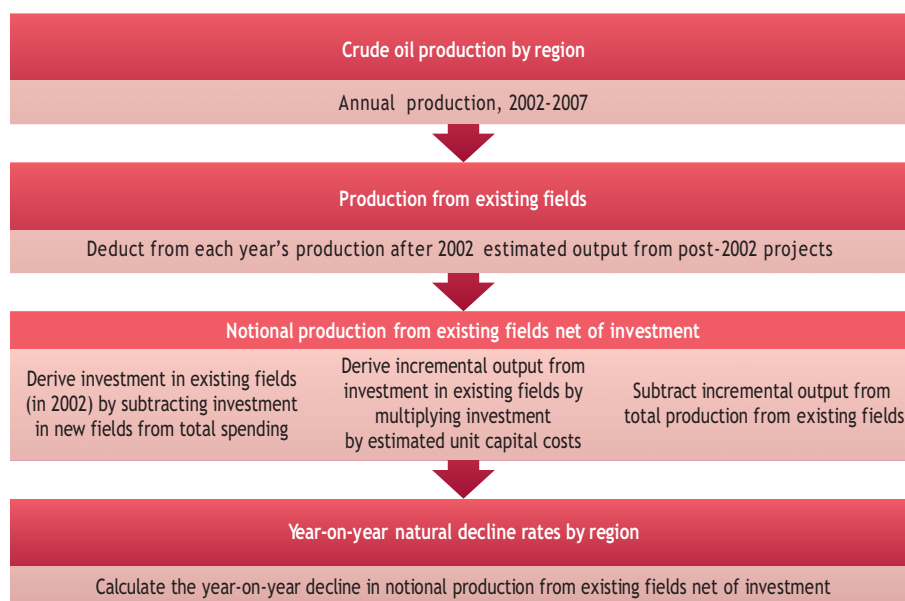 Crude oil production by region
Annual production, 2002-2007
Production from existing fields
Deduct from each year's production after 2002 estimated output from post-2002 projects
Notional production from existing fields net of investment
Derive investment in existing fields
(in 2002) by subtracting investment
in new fields from total spending
Derive incremental output from
investment in existing fields by
multiplying investment
by estimated unit capital costs
Subtract incremental output from
total production from existing fields
Year-on-year natural decline rates by region
Calculate the year-on-year decline in notional production from existing fields net of investment